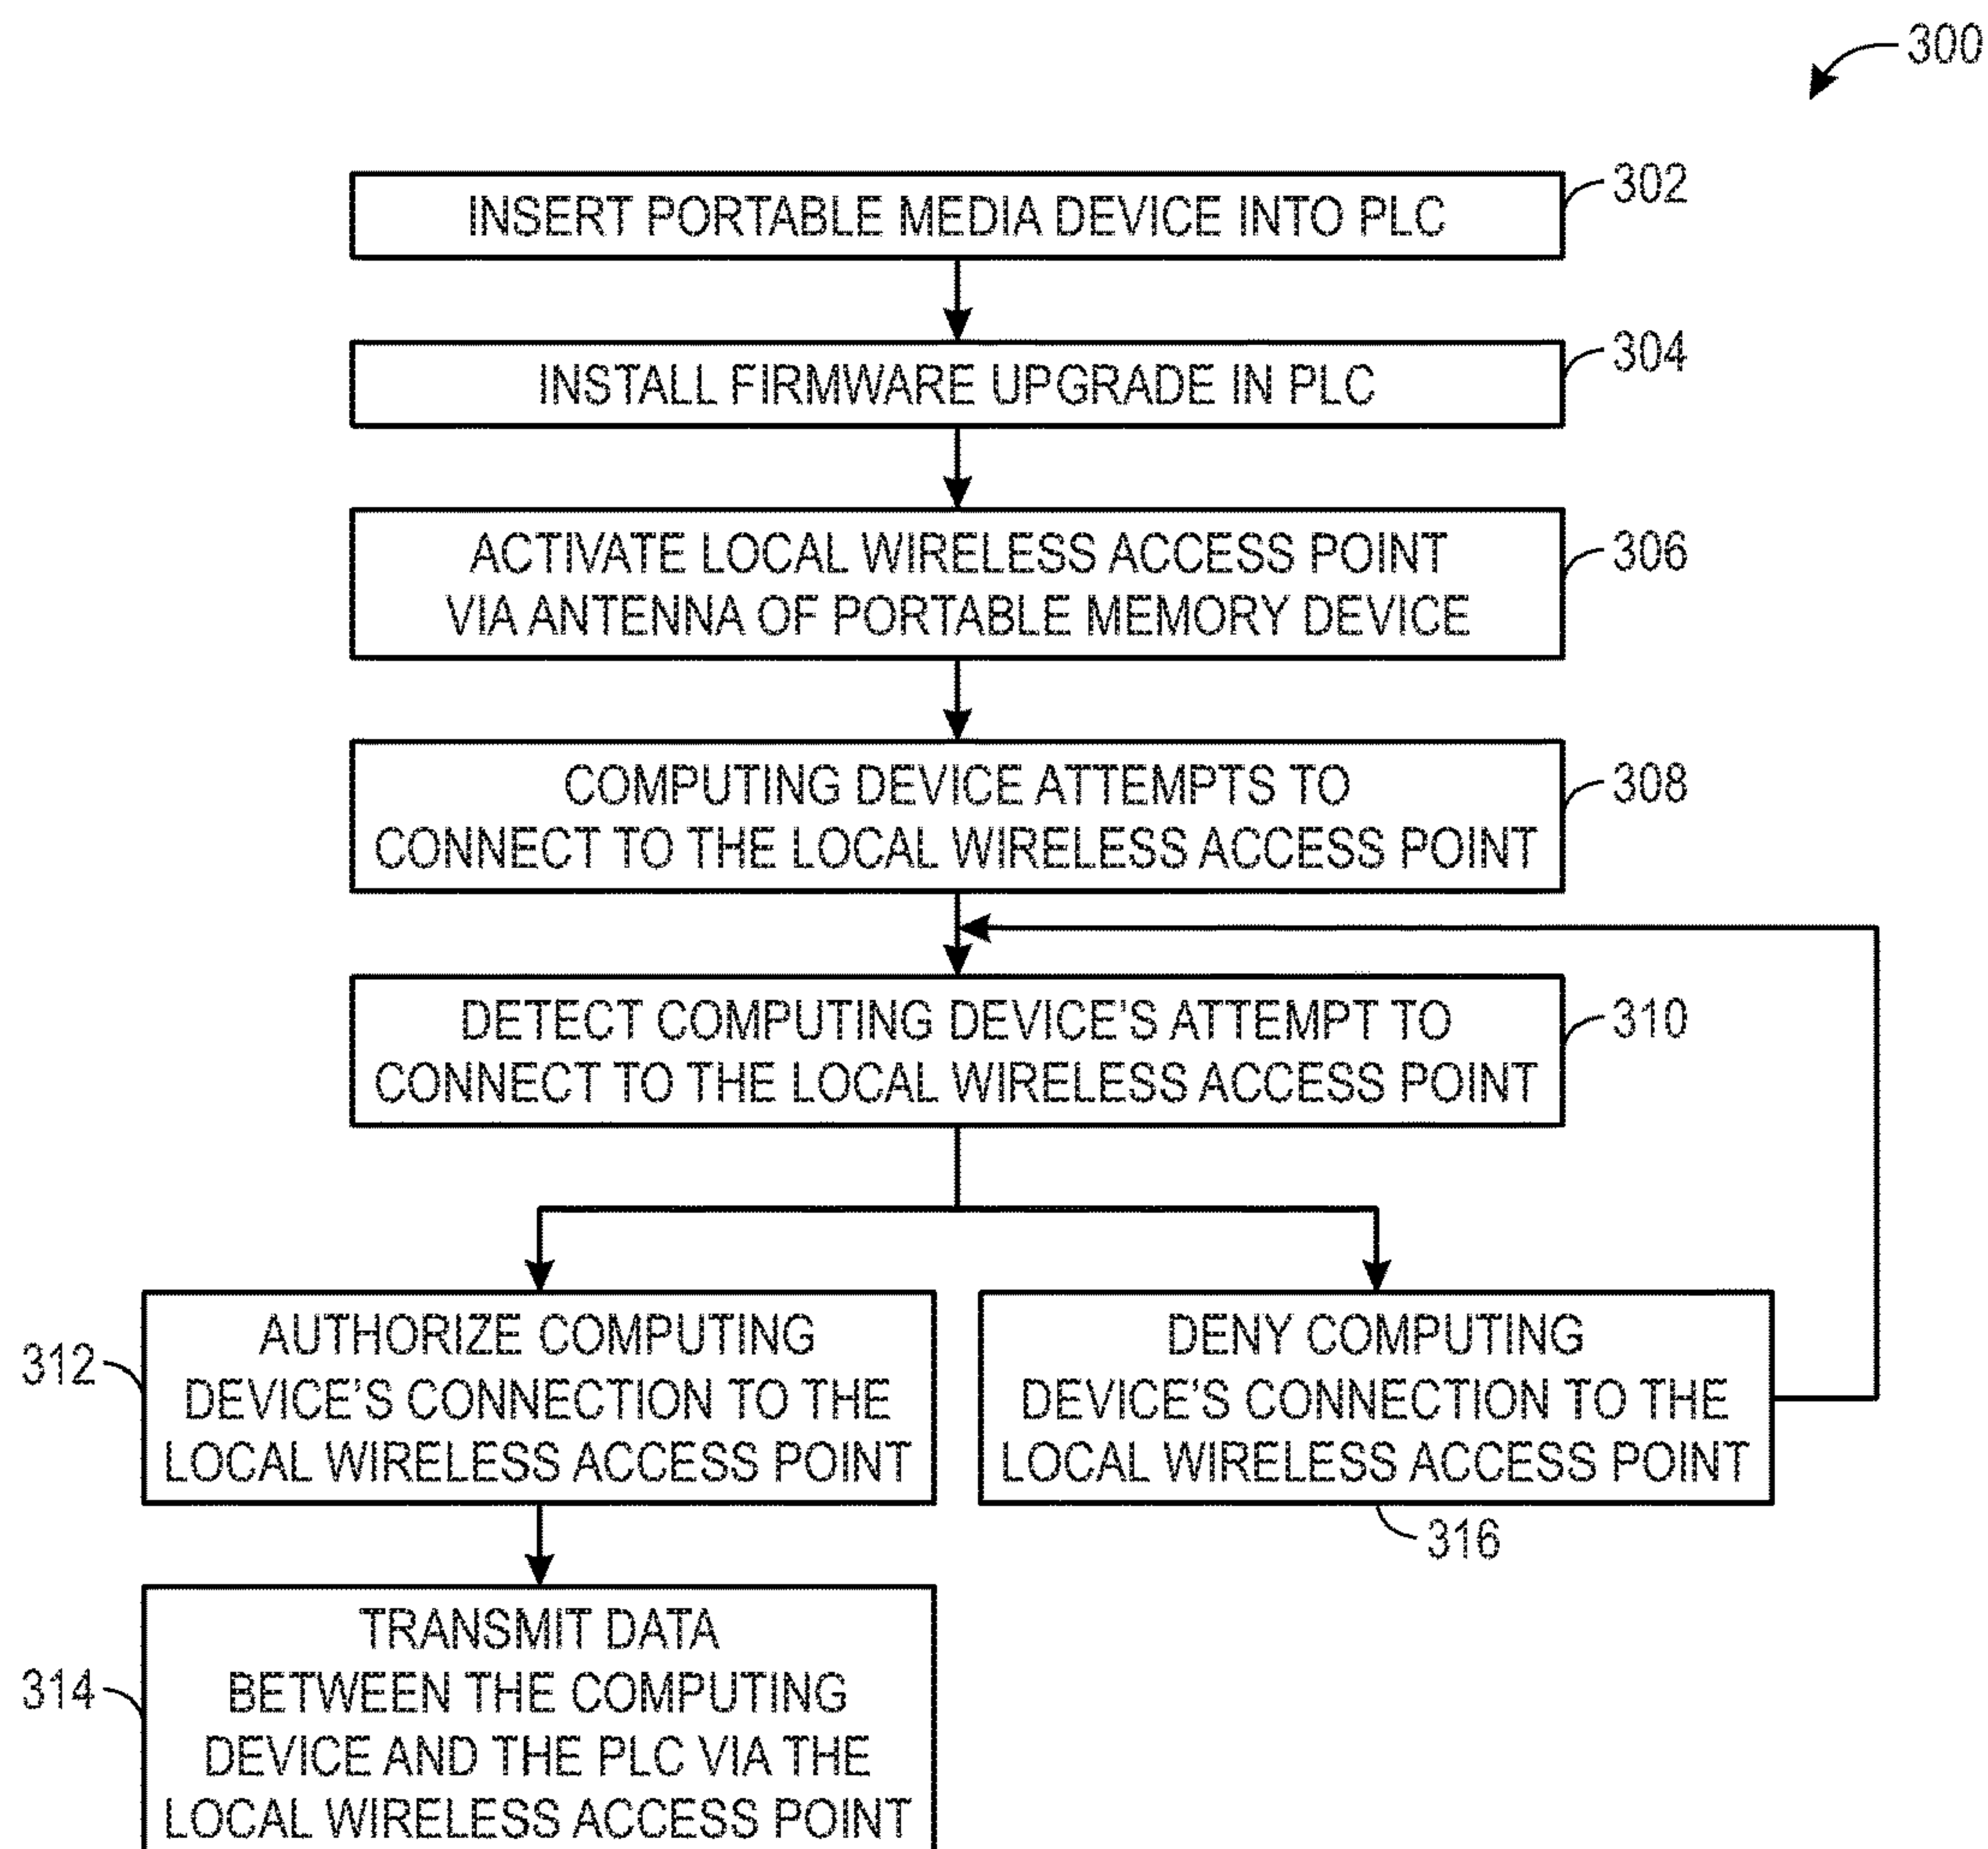 300
INSERT PORTABLE MEDIA DEVICE INTO PLC
302
INSTALL FIRMWARE UPGRADE IN PLC
304
ACTIVATE LOCAL WIRELESS ACCESS POINT
VIA ANTENNA OF PORTABLE MEMORY DEVICE
306
COMPUTING DEVICE ATTEMPTS TO
CONNECT TO THE LOCAL WIRELESS ACCESS POINT
308
DETECT COMPUTING DEVICE'S ATTEMPT TO
CONNECT TO THE LOCAL WIRELESS ACCESS POINT
310
312
AUTHORIZE COMPUTING
DEVICE'S CONNECTION TO THE
LOCAL WIRELESS ACCESS POINT
DENY COMPUTING
DEVICE'S CONNECTION TO THE
LOCAL WIRELESS ACCESS POINT
316
314
TRANSMIT DATA
BETWEEN THE COMPUTING
DEVICE AND THE PLC VIA THE
LOCAL WIRELESS ACCESS POINT